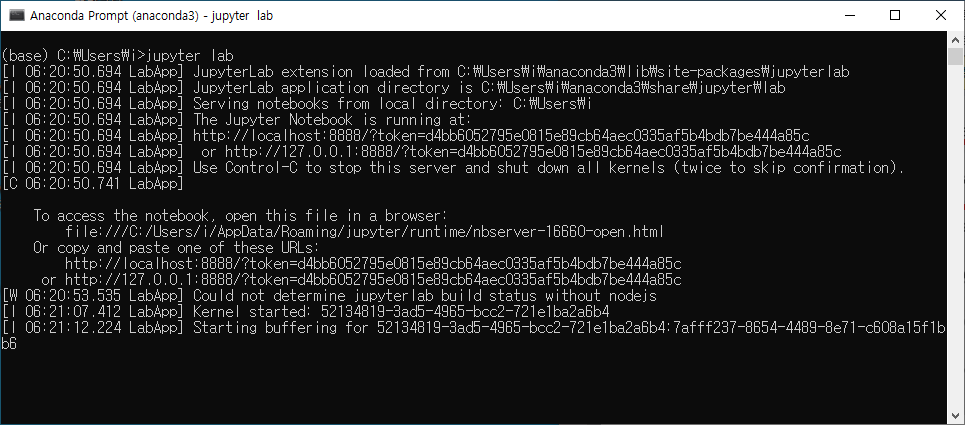 Anaconda Prompt (anaconda3) - jupyter  lab
(base) C:₩Users₩i>jupyter lab
[I 06:20:50.694 LabApp] JupyterLab extension loaded from C:₩Users₩i₩anaconda3₩lib₩site-packages₩jupyterlab
[I 06:20:50.694 LabApp] JupyterLab application directory is C:₩Users₩i₩anaconda3₩share₩jupyter₩lab
[I 06:20:50.694 LabApp] Serving notebooks from local directory: C:₩Users₩i
[I 06:20:50.694 LabApp] The Jupyter Notebook is running at:
[I 06:20:50.694 LabApp] http://localhost:8888/?token=d4bb6052795e0815e89cb64aec0335af5b4bdb7be444a85c
[I 06:20:50.694 LabApp]  or http://127.0.0.1:8888/?token=d4bb6052795e0815e89cb64aec0335af5b4bdb7be444a85c
[I 06:20:50.694 LabApp] Use Control-C to stop this server and shut down all kernels (twice to skip confirmation).
[C 06:20:50.741 LabApp]
To access the notebook, open this file in a browser:
file:///C:/Users/i/AppData/Roaming/jupyter/runtime/nbserver-16660-open.html
Or copy and paste one of these URLs:
http://localhost:8888/?token=d4bb6052795e0815e89cb64aec0335af5b4bdb7be444a85c
or http://127.0.0.1:8888/?token=d4bb6052795e0815e89cb64aec0335af5b4bdb7be444a85c
[W 06:20:53.535 LabApp] Could not determine jupyterlab build status without nodejs
[I 06:21:07.412 LabApp] Kernel started: 52134819-3ad5-4965-bcc2-721e1ba2a6b4
[I 06:21:12.224 LabApp] Starting buffering for 52134819-3ad5-4965-bcc2-721e1ba2a6b4:7afff237-8654-4489-8e71-c608a15f1b
b6